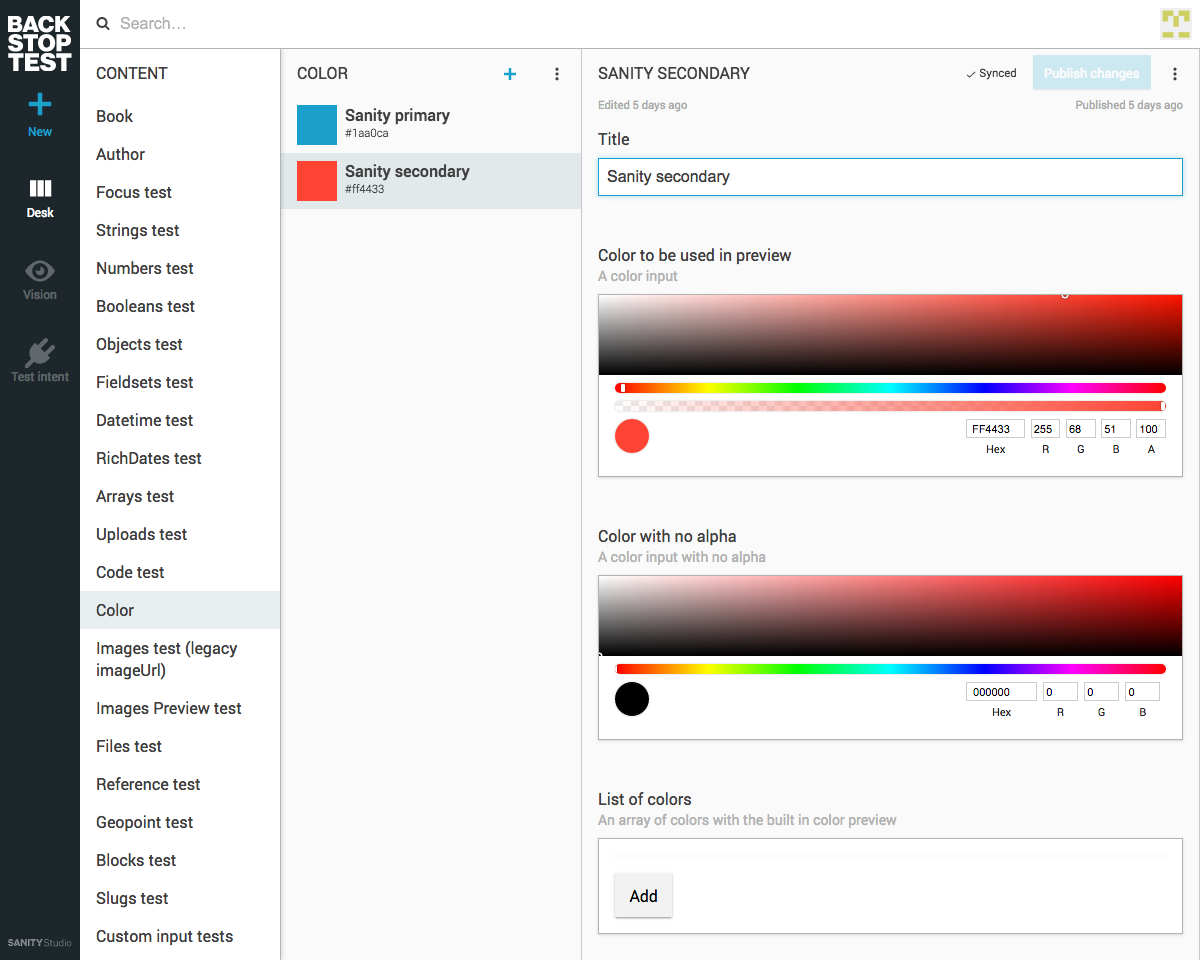 BACK
STOP
TEST
New
Desk
Vision
Test intent
SANITY Studio
Search…
CONTENT
Book
Author
Focus test
Strings test
Numbers test
Booleans test
Objects test
Fieldsets test
Datetime test
RichDates test
Arrays test
Uploads test
Code test
Color
Images test (legacy
imageUrl)
Images Preview test
Files test
Reference test
Geopoint test
Blocks test
Slugs test
Custom input tests
COLOR
Sanity primary
#1aa0ca
Sanity secondary
#ff4433
SANITY SECONDARY
Synced
Publish changes
Edited 5 days ago
Published 5 days ago
Title
Sanity secondary
Color to be used in preview
A color input
FF4433 255 68 51 100
Hex R G B A
Color with no alpha
A color input with no alpha
000000 0 0 0
Hex R G B
List of colors
An array of colors with the built in color preview
Add